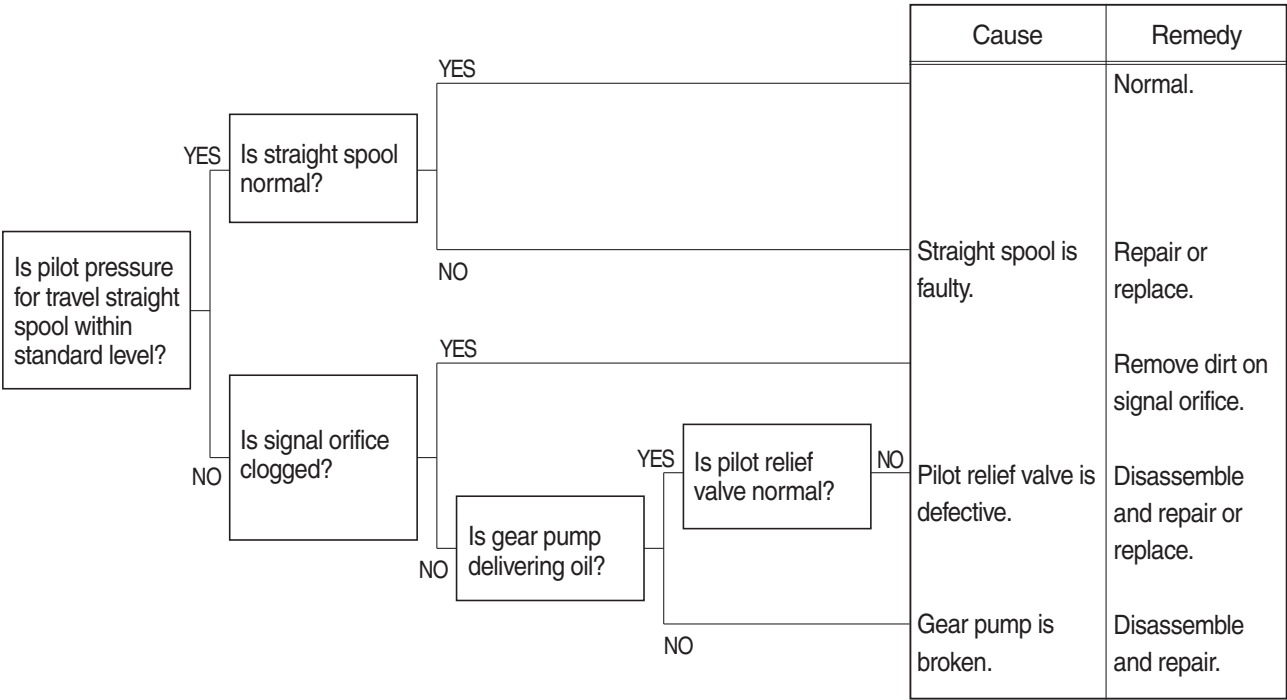 Cause
Remedy
YES
Normal.
YES
Is straight spool
normal?
NO
Straight spool is
faulty.
Repair or
replace.
Is pilot pressure
for travel straight
spool within
standard level?
YES
Remove dirt on
signal orifice.
NO
Is signal orifice
clogged?
YES
Is pilot relief
valve normal?
NO
Pilot relief valve is
defective.
Disassemble
and repair or
replace.
NO
Is gear pump
delivering oil?
NO
Gear pump is
broken.
Disassemble
and repair.